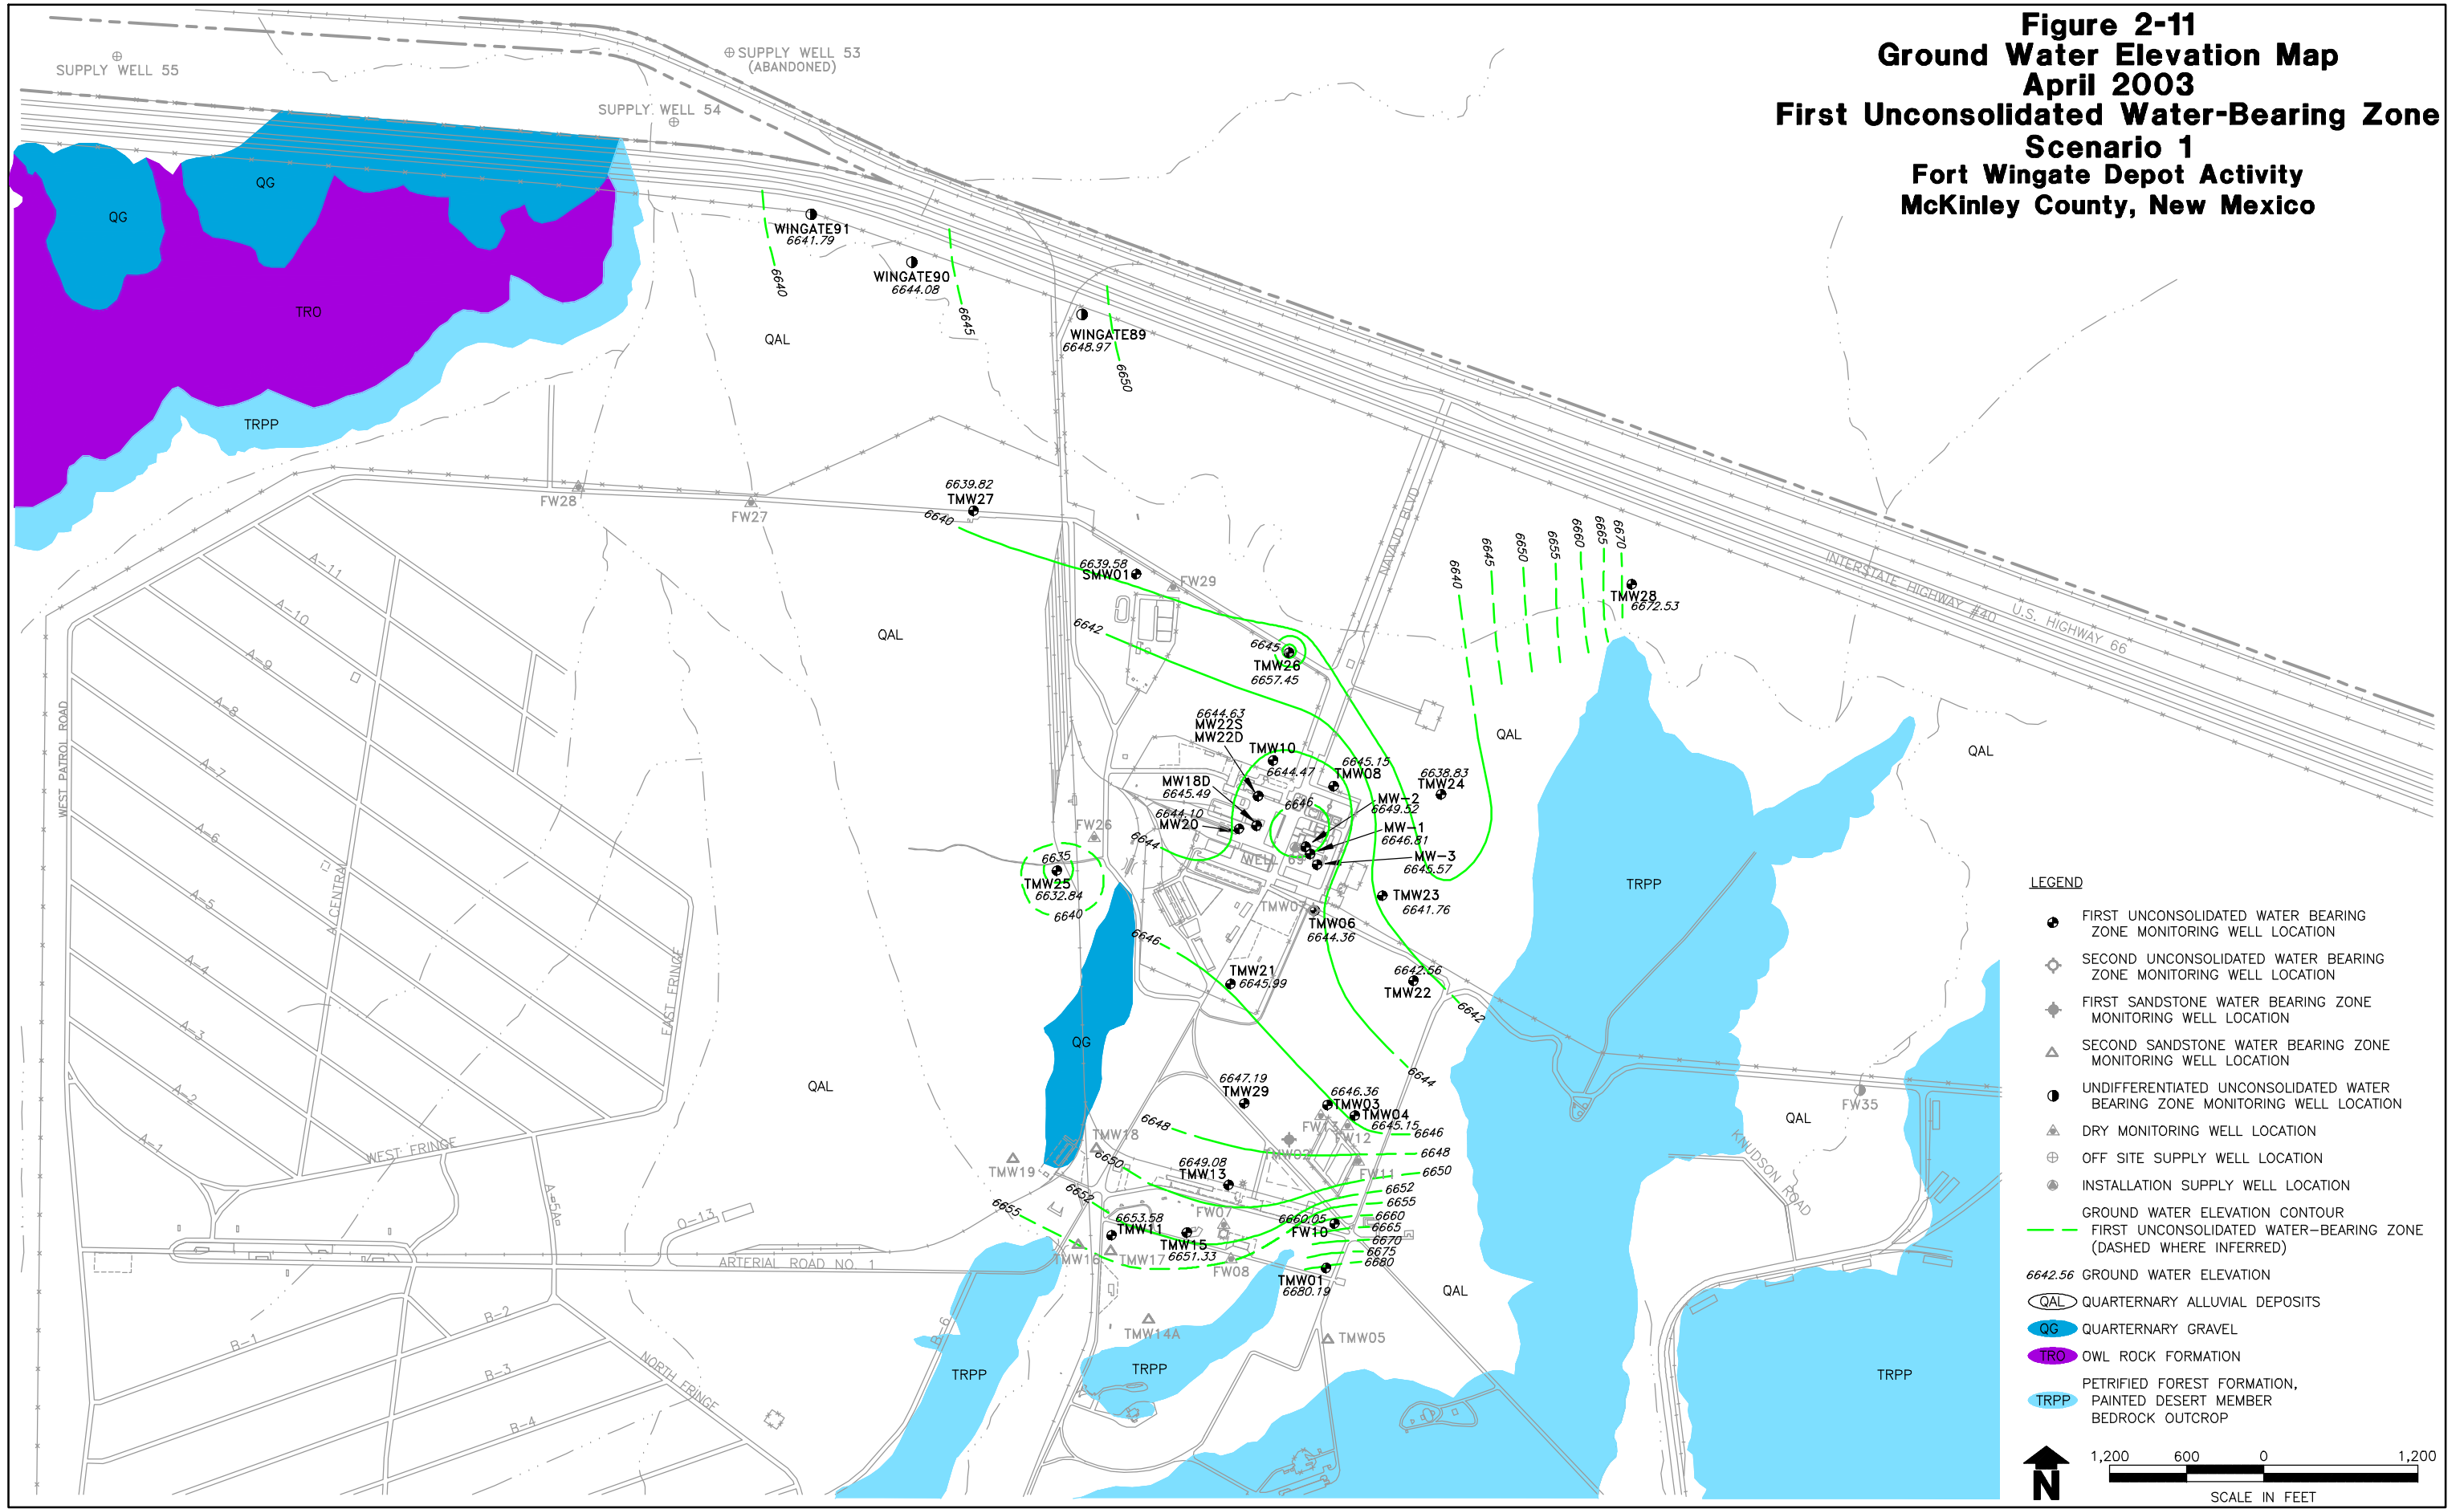 Figure 2-11
Ground Water Elevation Map
April 2003
First Unconsolidated Water-Bearing Zone
Scenario 1
Fort Wingate Depot Activity
McKinley County, New Mexico
SUPPLY WELL 55
SUPPLY WELL 53
(ABANDONED)
SUPPLY WELL 54
QG
QG
TRO
TRPP
WINGATE91
6641.79
6640
WINGATE90
6644.08
6645
WINGATE89
6648.97
6650
QAL
FW28
FW27
6639.82
TMW27
6640
6639.58
SMW01
FW29
NAVAJO BLVD
6640
6645
6650
6655
6660
6665
6670
TMW28
6672.53
INTERSTATE HIGHWAY #40
U.S. HIGHWAY 66
A-11
A-10
A-9
A-8
A-7
A-6
A-5
A-4
A-3
A-2
A-1
WEST PATROL ROAD
A CENTRAL
EAST FRINGE
WEST FRINGE
QAL
6642
6645
TMW26
6657.45
6644.63
MW22S
MW22D
TMW10
6644.47
6645.15
TMW08
MW18D
6645.49
6644.10
MW20
6646
MW-2
6649.52
MW-1
6646.81
MW-3
6645.57
WELL 69
6638.83
TMW24
QAL
QAL
FW26
6644
6635
TMW25
6632.84
6640
TMW23
6641.76
TMW07
TMW06
6644.36
6646
TMW21
6645.99
6642.56
TMW22
6642
6644
TRPP
QG
QAL
6647.19
TMW29
6646.36
TMW03
TMW04
6645.15
FW13
FW12
6646
6648
6648
TMW02
FW11
6650
TMW18
TMW19
6650
6649.08
TMW13
6652
6652
6655
6655
6660
6665
6670
6675
6680
6653.58
TMW11
FW07
TMW15
6651.33
6660.05
FW10
TMW16
TMW17
FW08
TMW01
6680.19
TMW14A
TMW05
QAL
QAL
FW35
KNUDSON ROAD
A-5A
O-13
ARTERIAL ROAD NO. 1
B-1
B-2
B-3
B-4
B-6
NORTH FRINGE
TRPP
TRPP
TRPP
LEGEND
FIRST UNCONSOLIDATED WATER BEARING
ZONE MONITORING WELL LOCATION
SECOND UNCONSOLIDATED WATER BEARING
ZONE MONITORING WELL LOCATION
FIRST SANDSTONE WATER BEARING ZONE
MONITORING WELL LOCATION
SECOND SANDSTONE WATER BEARING ZONE
MONITORING WELL LOCATION
UNDIFFERENTIATED UNCONSOLIDATED WATER
BEARING ZONE MONITORING WELL LOCATION
DRY MONITORING WELL LOCATION
OFF SITE SUPPLY WELL LOCATION
INSTALLATION SUPPLY WELL LOCATION
GROUND WATER ELEVATION CONTOUR
FIRST UNCONSOLIDATED WATER-BEARING ZONE
(DASHED WHERE INFERRED)
6642.56 GROUND WATER ELEVATION
QAL QUARTERNARY ALLUVIAL DEPOSITS
QG QUARTERNARY GRAVEL
TRO OWL ROCK FORMATION
TRPP PETRIFIED FOREST FORMATION,
PAINTED DESERT MEMBER
BEDROCK OUTCROP
N
1,200 600 0 1,200
SCALE IN FEET